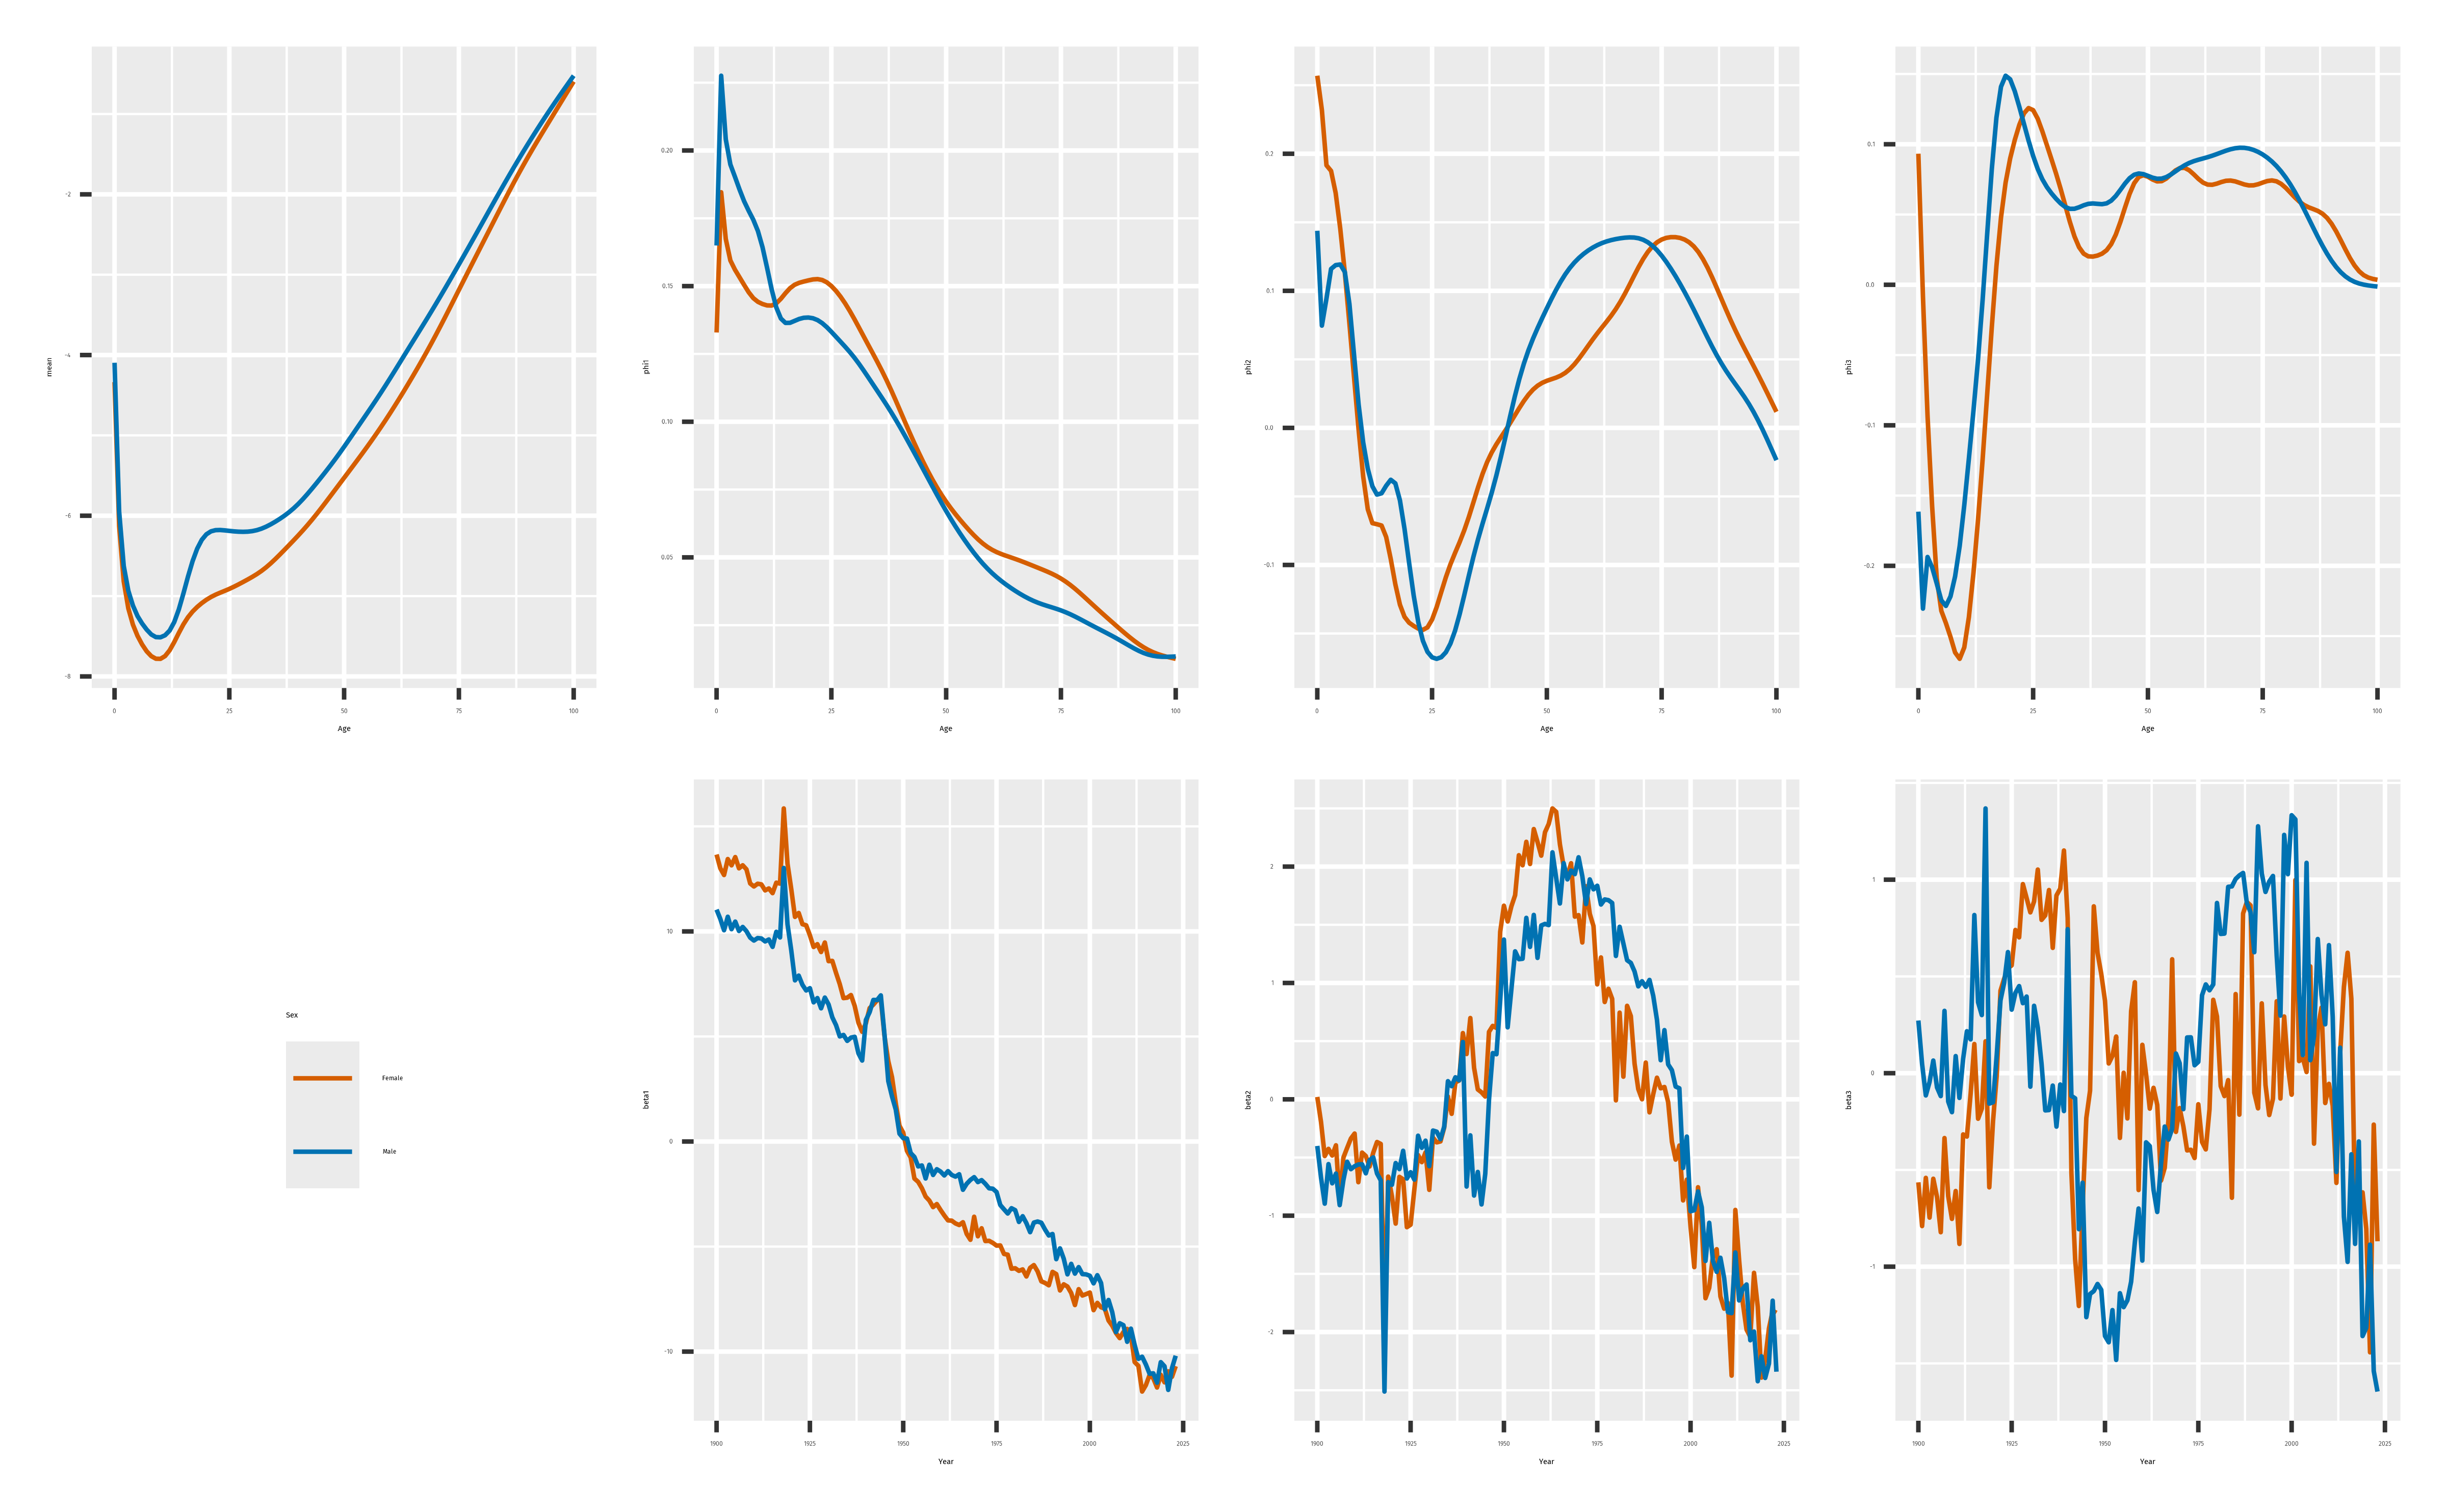 mean
-2
-4
-6
-8
0 25 50 75 100
Age
phi1
0.20
0.15
0.10
0.05
0 25 50 75 100
Age
phi2
0.2
0.1
0.0
-0.1
0 25 50 75 100
Age
phi3
0.1
0.0
-0.1
-0.2
0 25 50 75 100
Age
Sex
Female
Male
beta1
10
0
-10
1900 1925 1950 1975 2000 2025
Year
beta2
2
1
0
-1
-2
1900 1925 1950 1975 2000 2025
Year
beta3
1
0
-1
1900 1925 1950 1975 2000 2025
Year